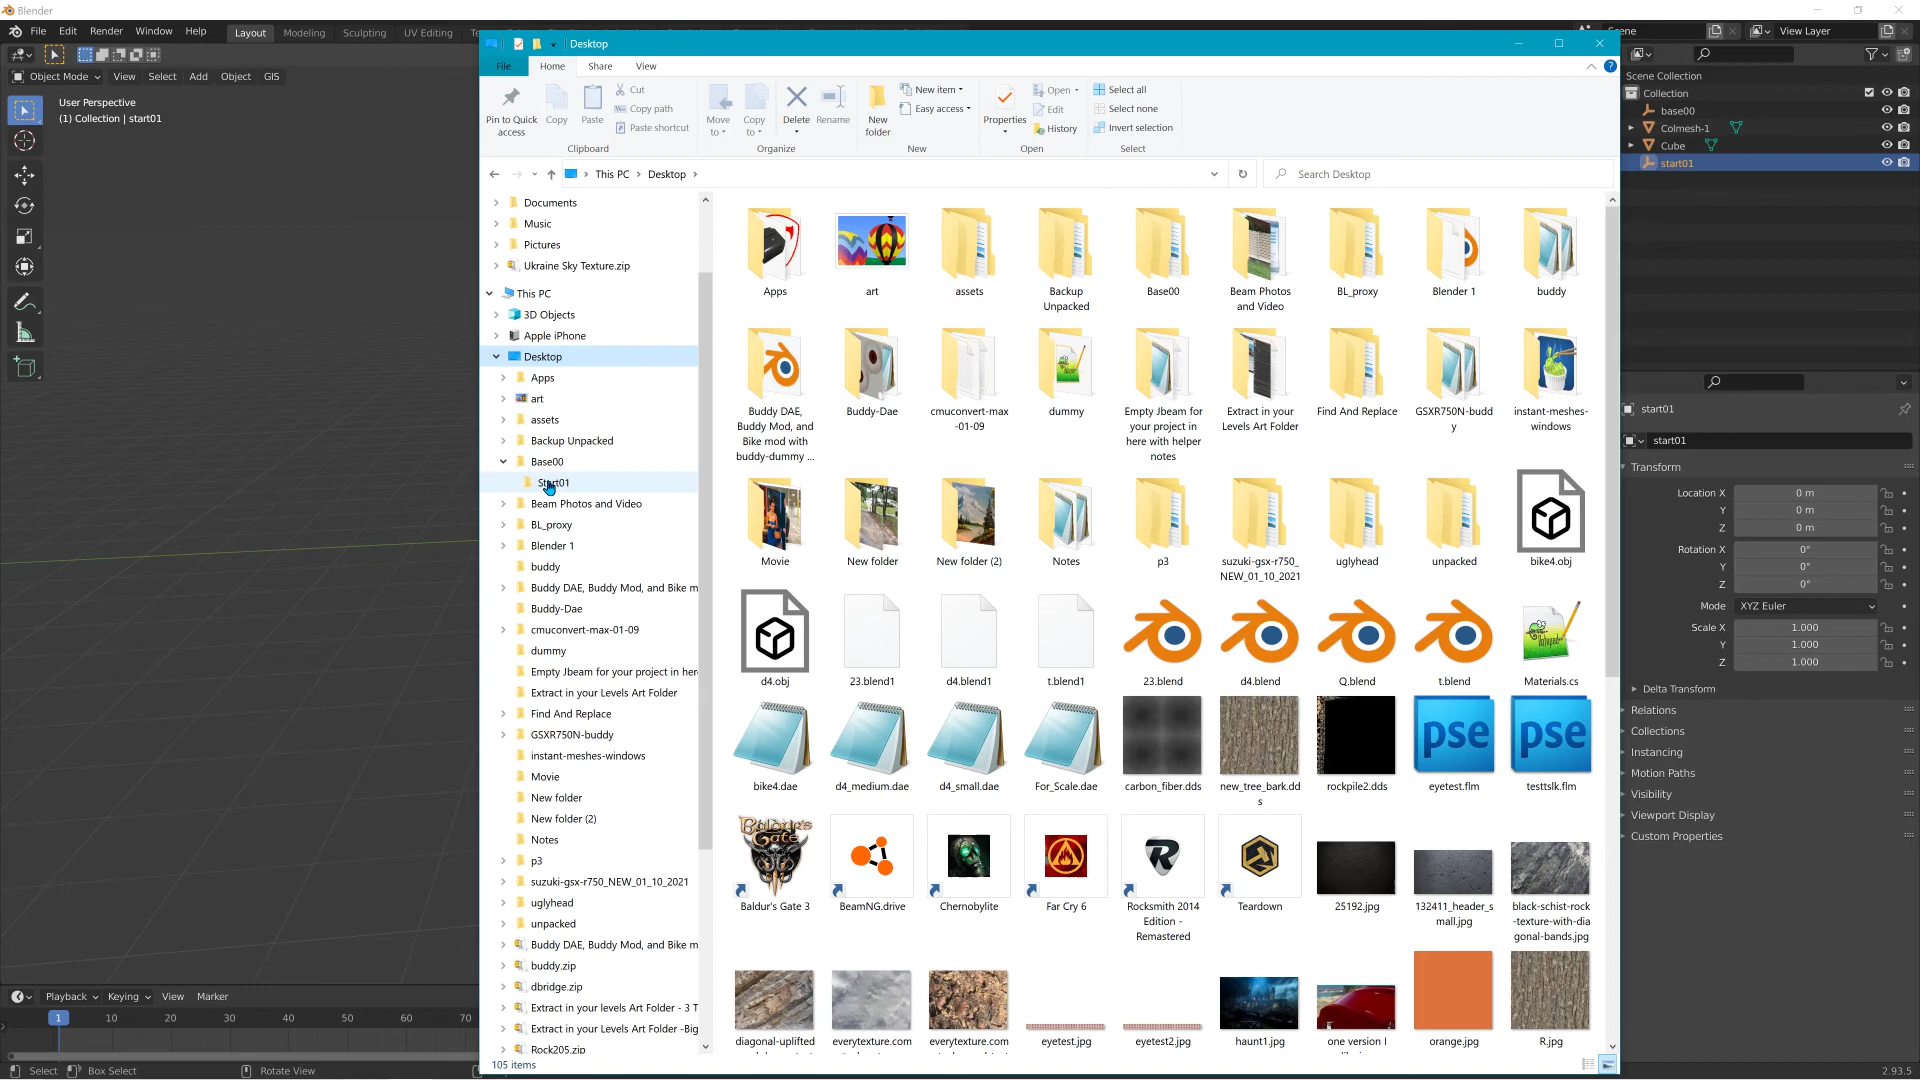 Blender
File Edit Render Window Help
Layout Modeling Sculpting UV Editing
Scene
View Layer
Object Mode View Select Add Object GIS
User Perspective
(1) Collection | start01
Desktop
File Home Share View
Pin to Quick access
Copy
Paste
Cut
Copy path
Paste shortcut
Clipboard
Move to
Copy to
Delete
Rename
Organize
New folder
New item
Easy access
New
Properties
Open
Edit
History
Open
Select all
Select none
Invert selection
Select
This PC
Desktop
Search Desktop
Documents
Music
Pictures
Ukraine Sky Texture.zip
This PC
3D Objects
Apple iPhone
Desktop
Apps
art
assets
Backup Unpacked
Base00
Start01
Beam Photos and Video
BL_proxy
Blender 1
buddy
Buddy DAE, Buddy Mod, and Bike m
Buddy-Dae
cmuconvert-max-01-09
dummy
Empty Jbeam for your project in her
Extract in your Levels Art Folder
Find And Replace
GSXR750N-buddy
instant-meshes-windows
Movie
New folder
New folder (2)
Notes
p3
suzuki-gsx-r750_NEW_01_10_2021
uglyhead
unpacked
Buddy DAE, Buddy Mod, and Bike m
buddy.zip
dbridge.zip
Extract in your levels Art Folder - 3 T
Extract in your Levels Art Folder -Big
Rock205.zip
Apps
art
assets
Backup Unpacked
Base00
Beam Photos and Video
BL_proxy
Blender 1
buddy
Buddy DAE, Buddy Mod, and Bike mod with buddy-dummy ...
Buddy-Dae
cmuconvert-max
-01-09
dummy
Empty Jbeam for your project in here with helper notes
Extract in your Levels Art Folder
Find And Replace
GSXR750N-budd
y
instant-meshes-
windows
Movie
New folder
New folder (2)
Notes
p3
suzuki-gsx-r750_
NEW_01_10_2021
uglyhead
unpacked
bike4.obj
d4.obj
23.blend1
d4.blend1
t.blend1
23.blend
d4.blend
Q.blend
t.blend
Materials.cs
pse
pse
bike4.dae
d4_medium.dae
d4_small.dae
For_Scale.dae
carbon_fiber.dds
new_tree_bark.dd
s
rockpile2.dds
eyetest.flm
testtslk.flm
Baldur's Gate
Baldur's Gate 3
BeamNG.drive
Chernobylite
Far Cry 6
Rocksmith 2014 Edition - Remastered
Teardown
25192.jpg
132411_header_s
mall.jpg
black-schist-rock
-texture-with-dia
gonal-bands.jpg
diagonal-uplifted
everytexture.com
everytexture.com
eyetest.jpg
eyetest2.jpg
haunt1.jpg
one version I
orange.jpg
R.jpg
105 items
Scene Collection
Collection
base00
Colmesh-1
Cube
start01
start01
start01
Transform
Location X 0 m
Y 0 m
Z 0 m
Rotation X 0°
Y 0°
Z 0°
Mode XYZ Euler
Scale X 1.000
Y 1.000
Z 1.000
Delta Transform
Relations
Collections
Instancing
Motion Paths
Visibility
Viewport Display
Custom Properties
Playback Keying View Marker
1 10 20 30 40 50 60 70
Select Box Select Rotate View
2.93.5